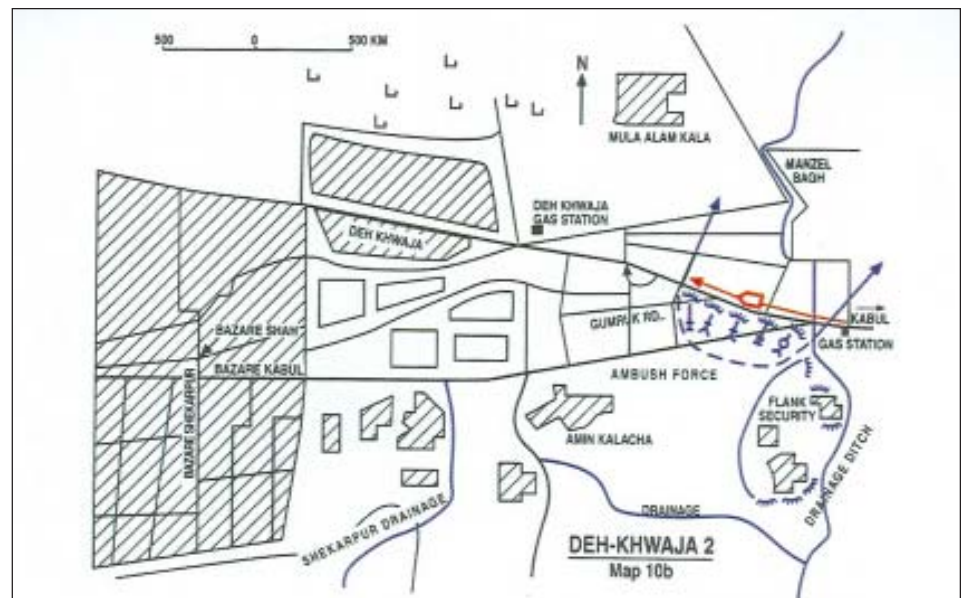 500 0 500 KM
N
MULA ALAM KALA
MANZEL
BAGH
DEH KHWAJA
GAS STATION
DEH KHWAJA
GUMRUK RD
KABUL
GAS STATION
BAZARE SHAH
BAZARE KABUL
BAZARE SHEKARPUR
AMBUSH FORCE
FLANK
SECURITY
AMIN KALACHA
DRAINAGE DITCH
SHEKARPUR DRAINAGE
DRAINAGE
DEH-KHWAJA 2
Map 10b